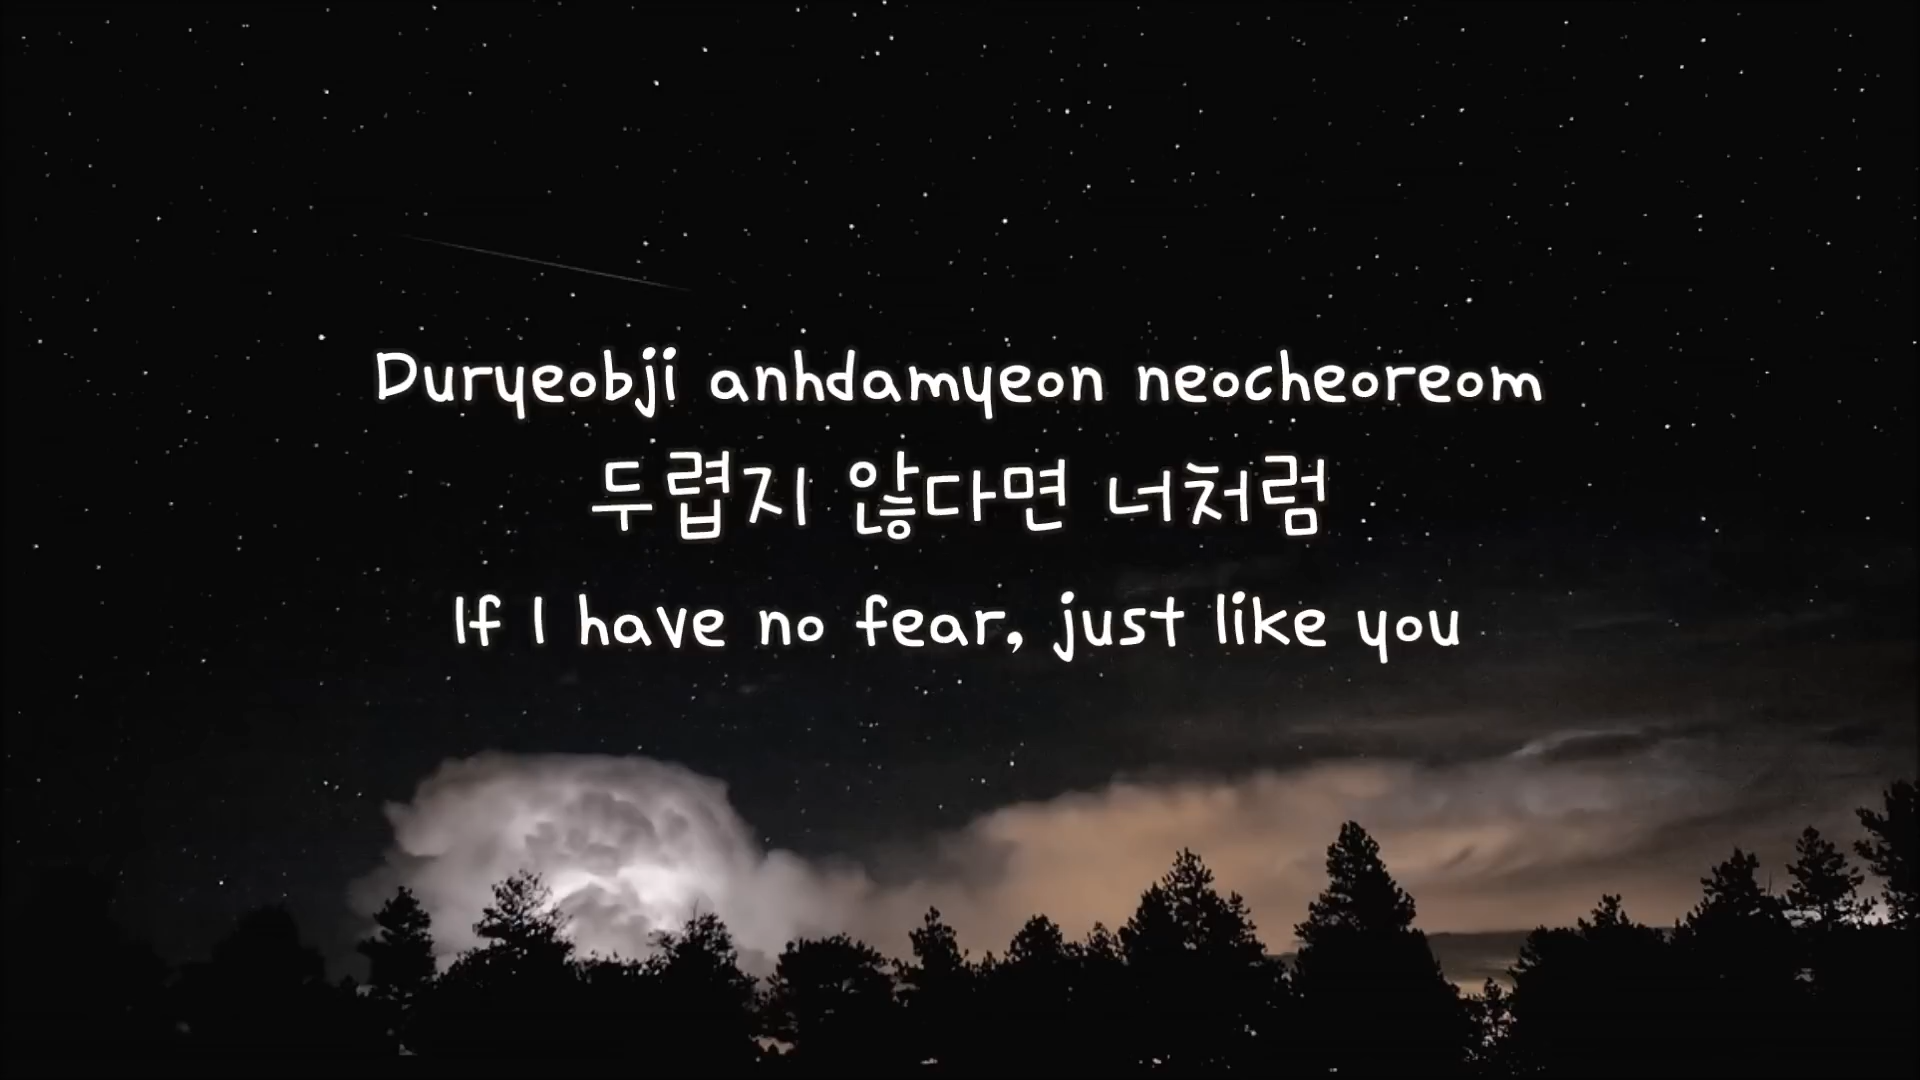 Duryeobji anhdamyeon neocheoreom
두렵지 않다면 너처럼
If I have no fear, just like you